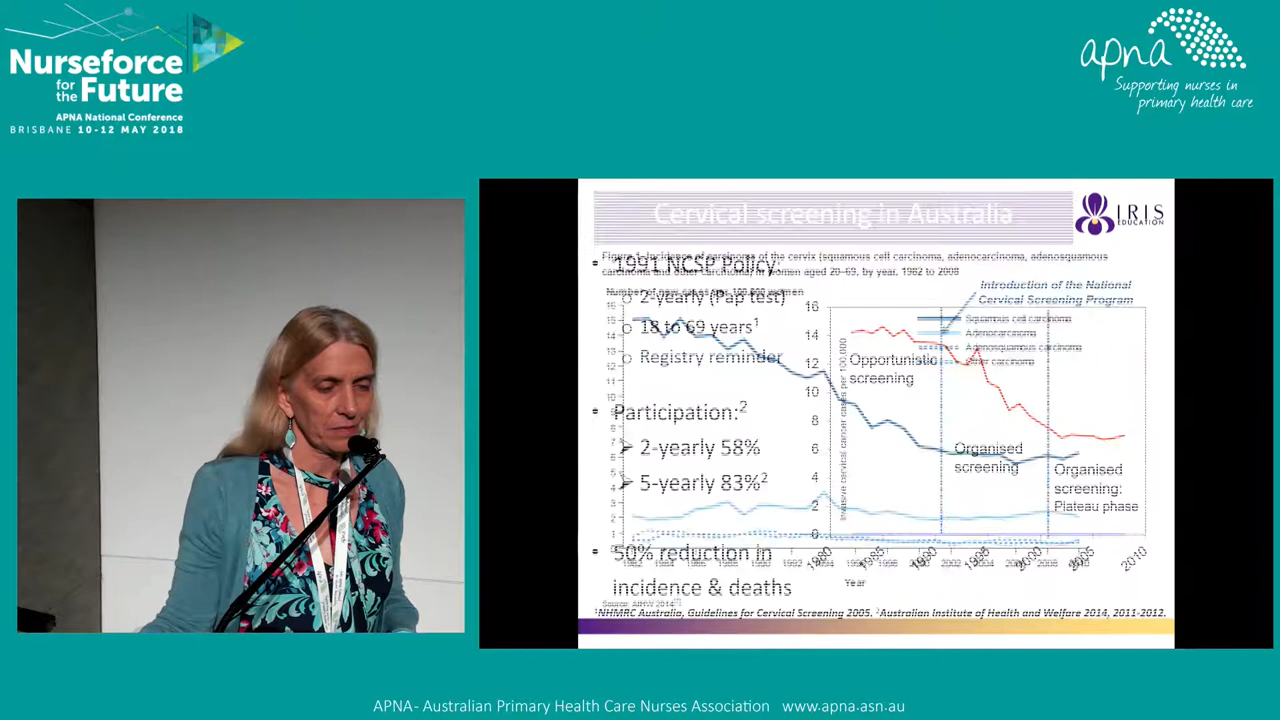 Nurseforce
for the Future
APNA National Conference
BRISBANE 10-12 MAY 2018
apna
Supporting nurses in
primary health care
Cervical screening in Australia
IRIS
EDUCATION
• 1991 NCSP Policy:
o 2-yearly (Pap test)
o 18 to 69 years¹
o Registry reminder
Participation:²
➢ 2-yearly 58%
➢ 5-yearly 83%²
50% reduction in
incidence & deaths
Introduction of the National
Cervical Screening Program
Squamous cell carcinoma
Adenocarcinoma
Adenosquamous carcinoma
Opportunistic
screening
Organised
screening
Organised
screening:
Plateau phase
16
14
12
10
8
6
4
2
0
1980
1985
1990
1995
2000
2005
2010
Year
¹NHMRC Australia, Guidelines for Cervical Screening 2005. ²Australian Institute of Health and Welfare 2014, 2011-2012.
APNA- Australian Primary Health Care Nurses Association www.apna.asn.au